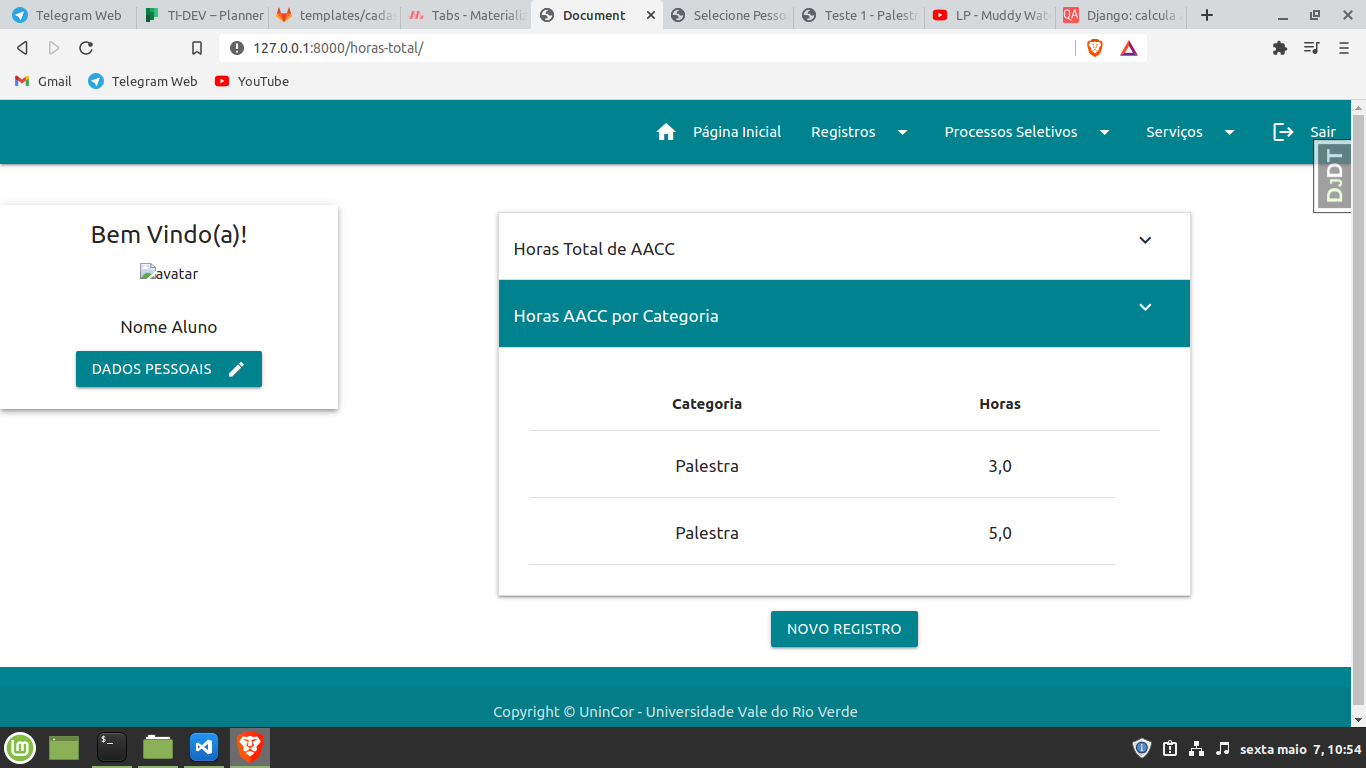 Telegram Web
TI-DEV – Planner
templates/cadas
Tabs - Materializ
Document
Selecione Pesso
Teste 1 - Palestr
LP - Muddy Wat
Django: calcula
127.0.0.1:8000/horas-total/
Gmail
Telegram Web
YouTube
Página Inicial
Registros
Processos Seletivos
Serviços
Sair
DJDT
Bem Vindo(a)!
avatar
Nome Aluno
DADOS PESSOAIS
Horas Total de AACC
Horas AACC por Categoria
Categoria Horas
Palestra 3,0
Palestra 5,0
NOVO REGISTRO
Copyright © UninCor - Universidade Vale do Rio Verde
sexta maio 7, 10:54